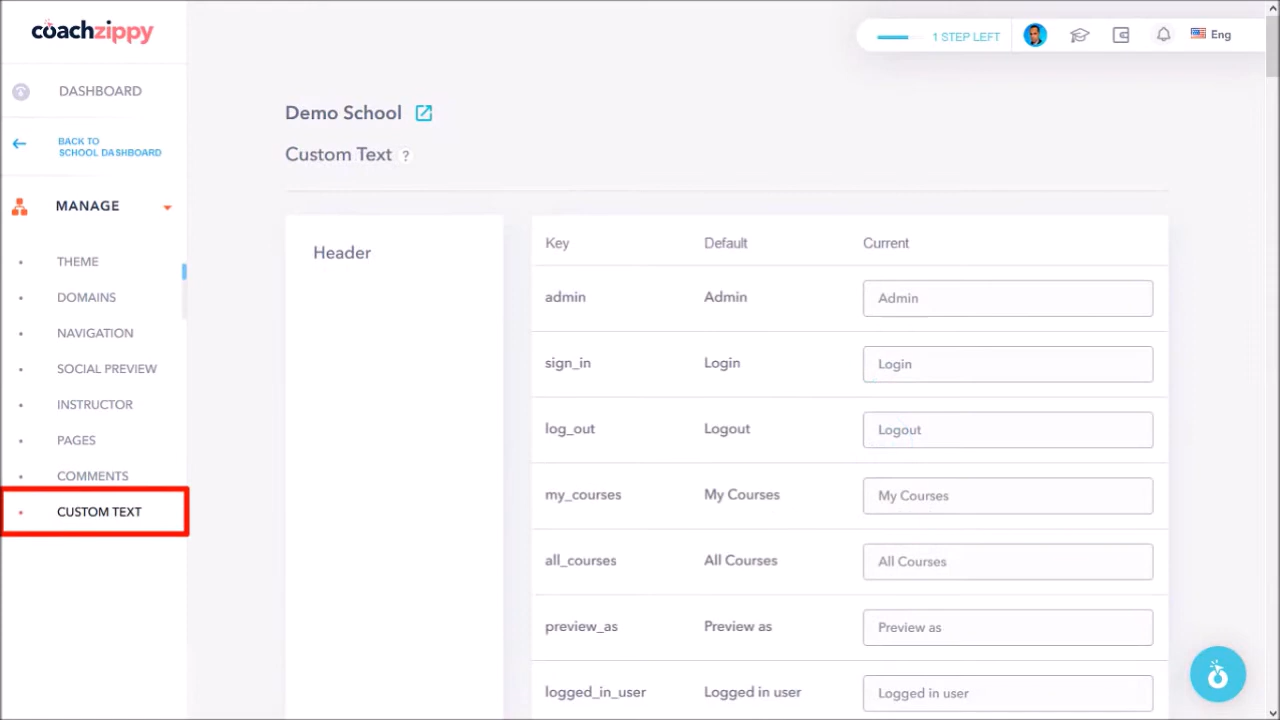 coachzippy
1 STEP LEFT
Eng
DASHBOARD
BACK TO
SCHOOL DASHBOARD
MANAGE
THEME
DOMAINS
NAVIGATION
SOCIAL PREVIEW
INSTRUCTOR
PAGES
COMMENTS
CUSTOM TEXT
Demo School
Custom Text ?
Header
Key Default Current
admin Admin Admin
sign_in Login Login
log_out Logout Logout
my_courses My Courses My Courses
all_courses All Courses All Courses
preview_as Preview as Preview as
logged_in_user Logged in user Logged in user